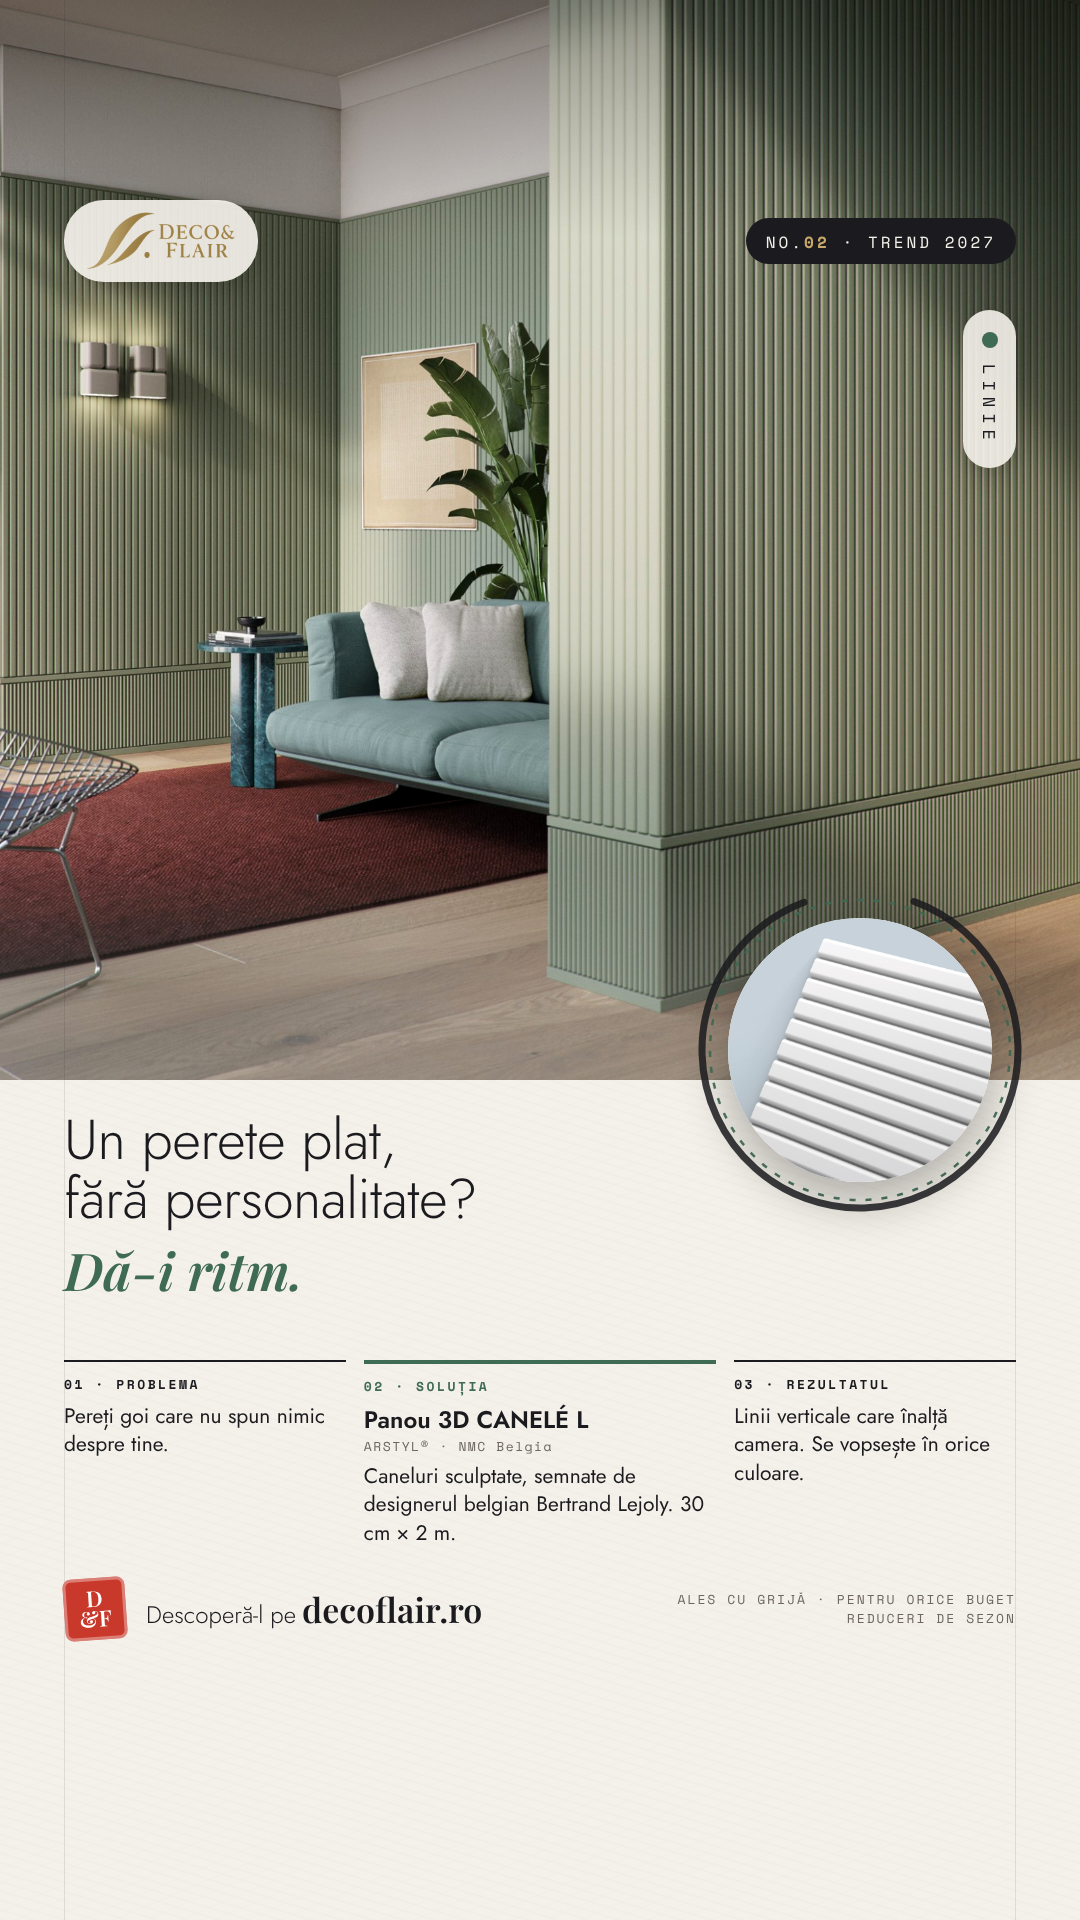 DECO&
FLAIR
NO.02 · TREND 2027
LINIE
Un perete plat,
fără personalitate?
Dă-i ritm.
01 · PROBLEMA
Pereți goi care nu spun nimic
despre tine.
02 · SOLUȚIA
Panou 3D CANELÉ L
ARSTYL® · NMC Belgia
Caneluri sculptate, semnate de
designerul belgian Bertrand Lejoly. 30
cm × 2 m.
03 · REZULTATUL
Linii verticale care înalță
camera. Se vopsește în orice
culoare.
D
&F
Descoperă-l pe decoflair.ro
ALES CU GRIJĂ · PENTRU ORICE BUGET
REDUCERI DE SEZON